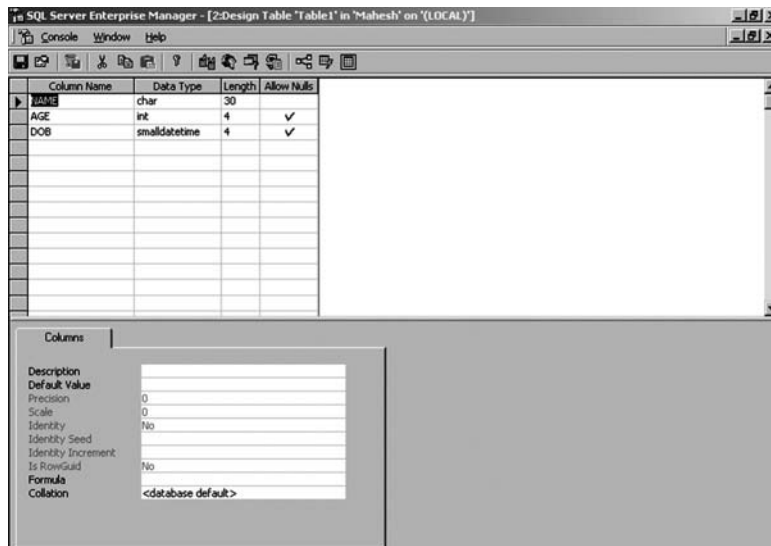 SQL Server Enterprise Manager - [2:Design Table 'Table1' in 'Mahesh' on '(LOCAL)']
Console Window Help
Column Name Data Type Length Allow Nulls
NAME char 30
AGE int 4
DOB smalldatetime 4
Columns
Description
Default Value
Precision 0
Scale 0
Identity No
Identity Seed
Identity Increment
Is RowGuid No
Formula
Collation <database default>